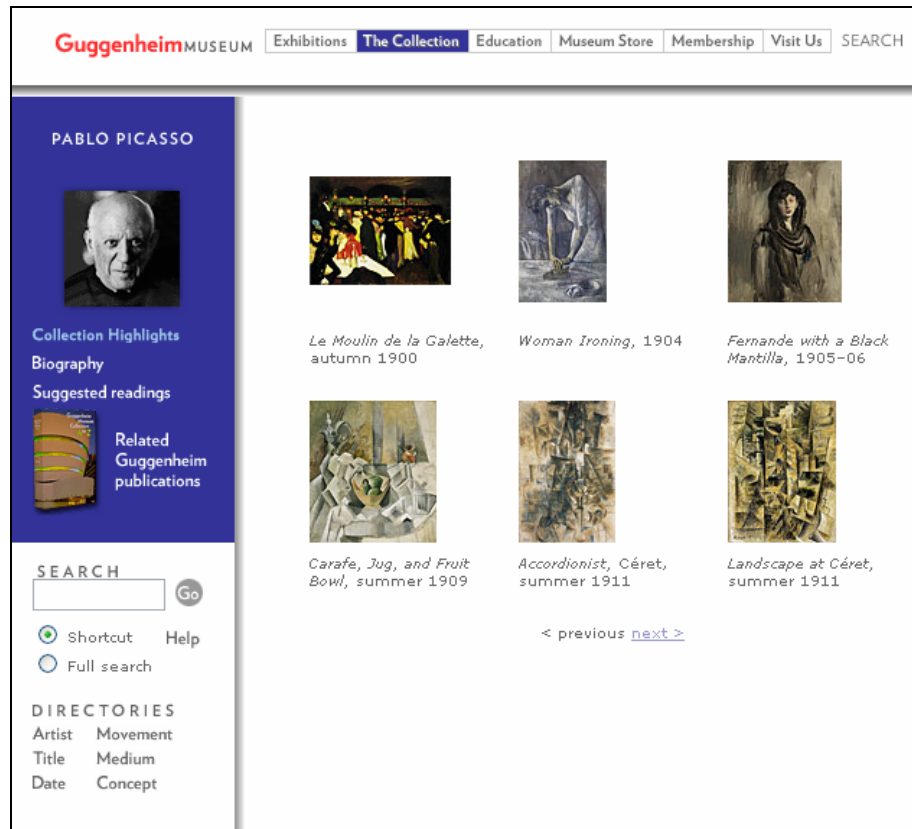 GuggenheimMUSEUM Exhibitions The Collection Education Museum Store Membership Visit Us SEARCH
PABLO PICASSO
Collection Highlights
Biography
Suggested readings
Related
Guggenheim
publications
SEARCH
Go
Shortcut Help
Full search
DIRECTORIES
Artist Movement
Title Medium
Date Concept
Le Moulin de la Galette,
autumn 1900
Woman Ironing, 1904
Fernande with a Black
Mantilla, 1905–06
Carafe, Jug, and Fruit
Bowl, summer 1909
Accordionist, Céret,
summer 1911
Landscape at Céret,
summer 1911
< previous next >